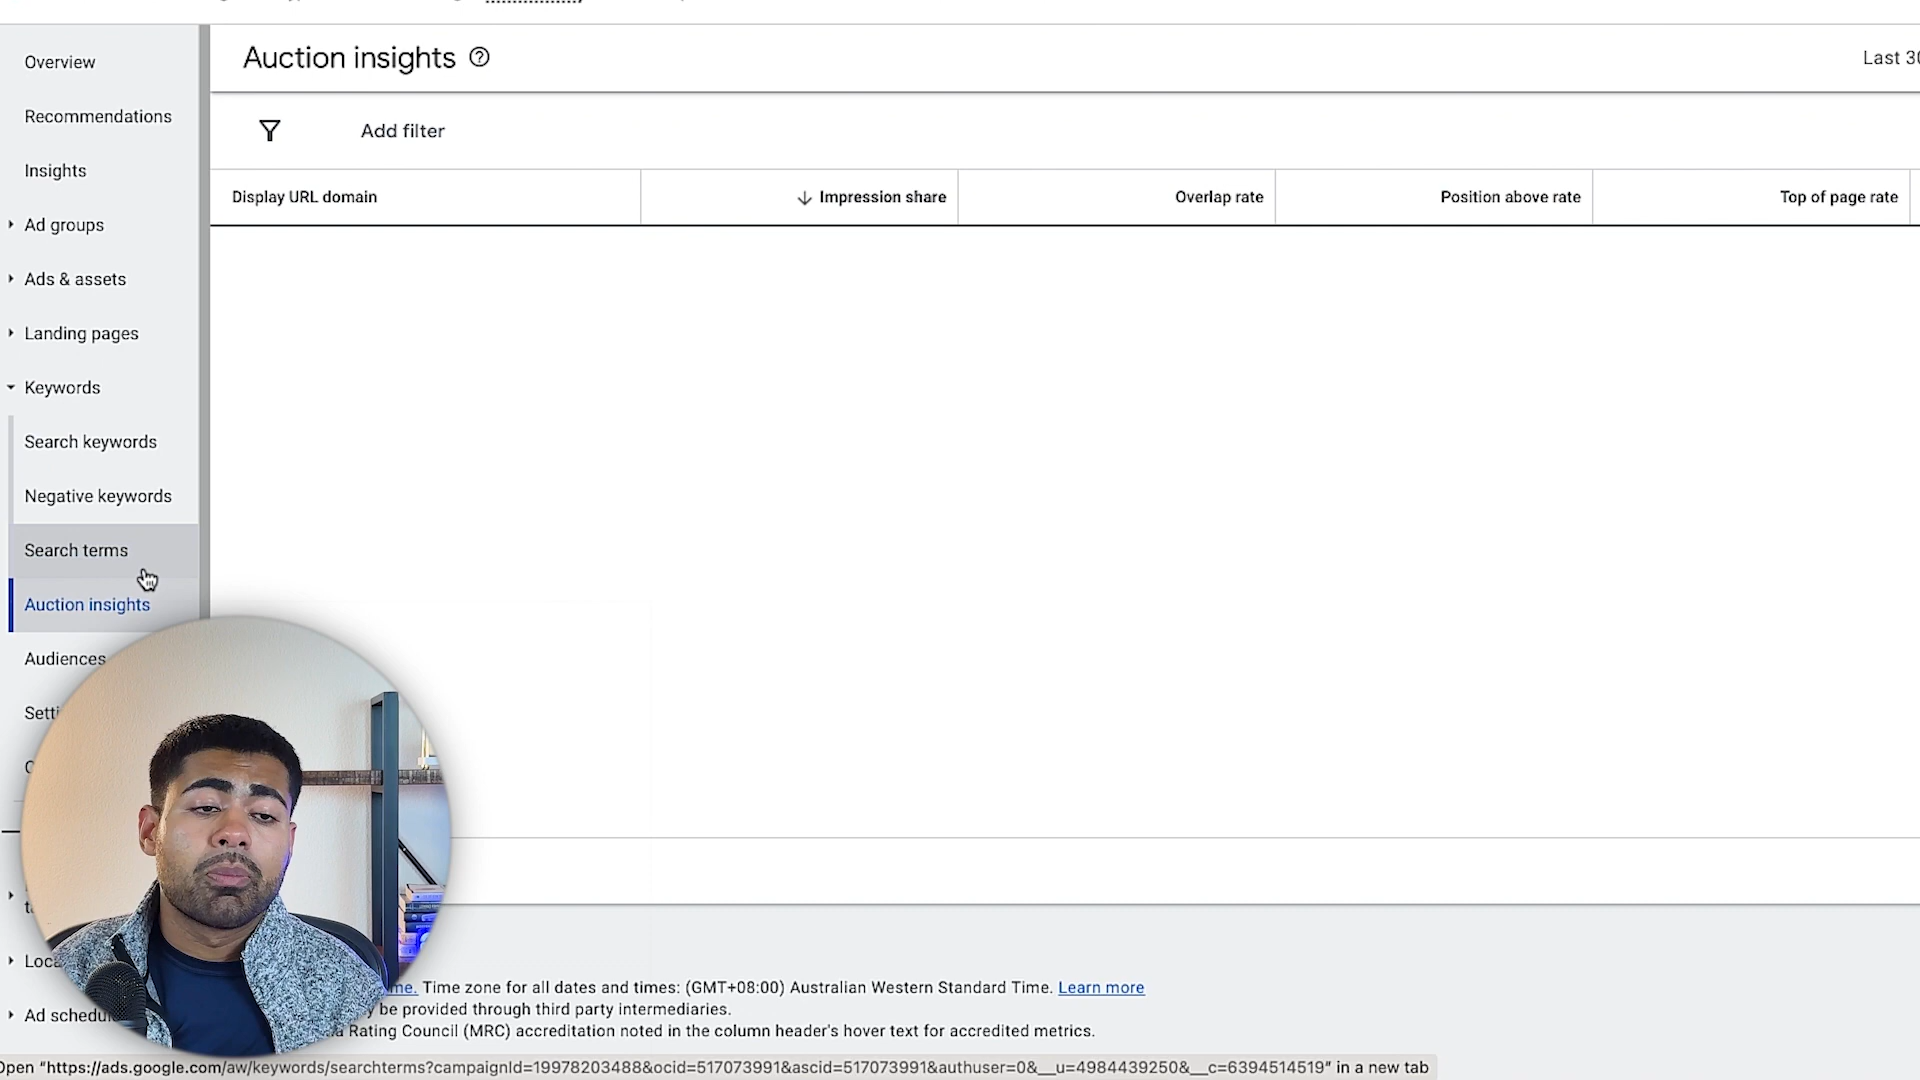 Overview
Auction insights
Last 30
Recommendations
Add filter
Insights
Display URL domain
Impression share
Overlap rate
Position above rate
Top of page rate
Ad groups
Ads & assets
Landing pages
Keywords
Search keywords
Negative keywords
Search terms
Auction insights
Audiences
Setti
Loca
Ad schedul
me. Time zone for all dates and times: (GMT+08:00) Australian Western Standard Time. Learn more
y be provided through third party intermediaries.
a Rating Council (MRC) accreditation noted in the column header's hover text for accredited metrics.
Open "https://ads.google.com/aw/keywords/searchterms?campaignId=19978203488&ocid=517073991&ascid=517073991&authuser=0&__u=4984439250&__c=6394514519" in a new tab